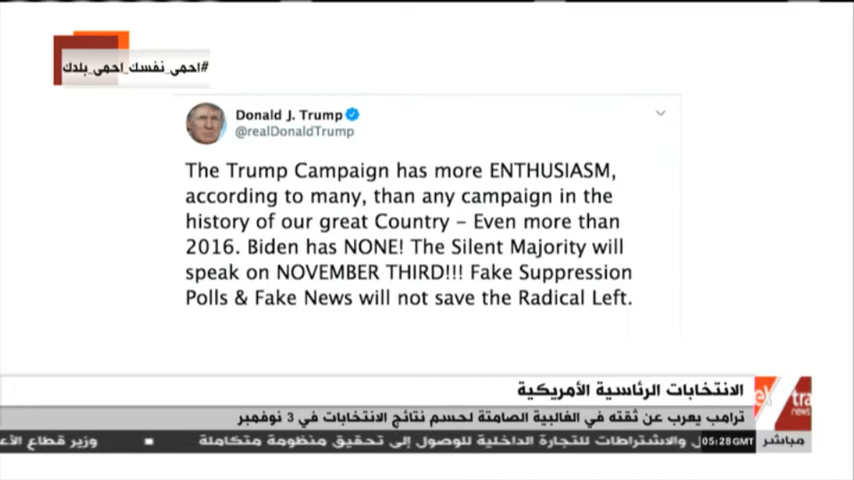 #احمى_نفسك_احمى_بلدك
Donald J. Trump
@realDonaldTrump
The Trump Campaign has more ENTHUSIASM,
according to many, than any campaign in the
history of our great Country – Even more than
2016. Biden has NONE! The Silent Majority will
speak on NOVEMBER THIRD!!! Fake Suppression
Polls & Fake News will not save the Radical Left.
الانتخابات الرئاسية الأمريكية
ترامب يعرب عن ثقته في الغالبية الصامتة لحسم نتائج الانتخابات في 3 نوفمبر
والاشتراطات للتجارة الداخلية للوصول إلى تحقيق منظومة متكاملة ■ وزير قطاع
05:28 GMT
مباشر
news